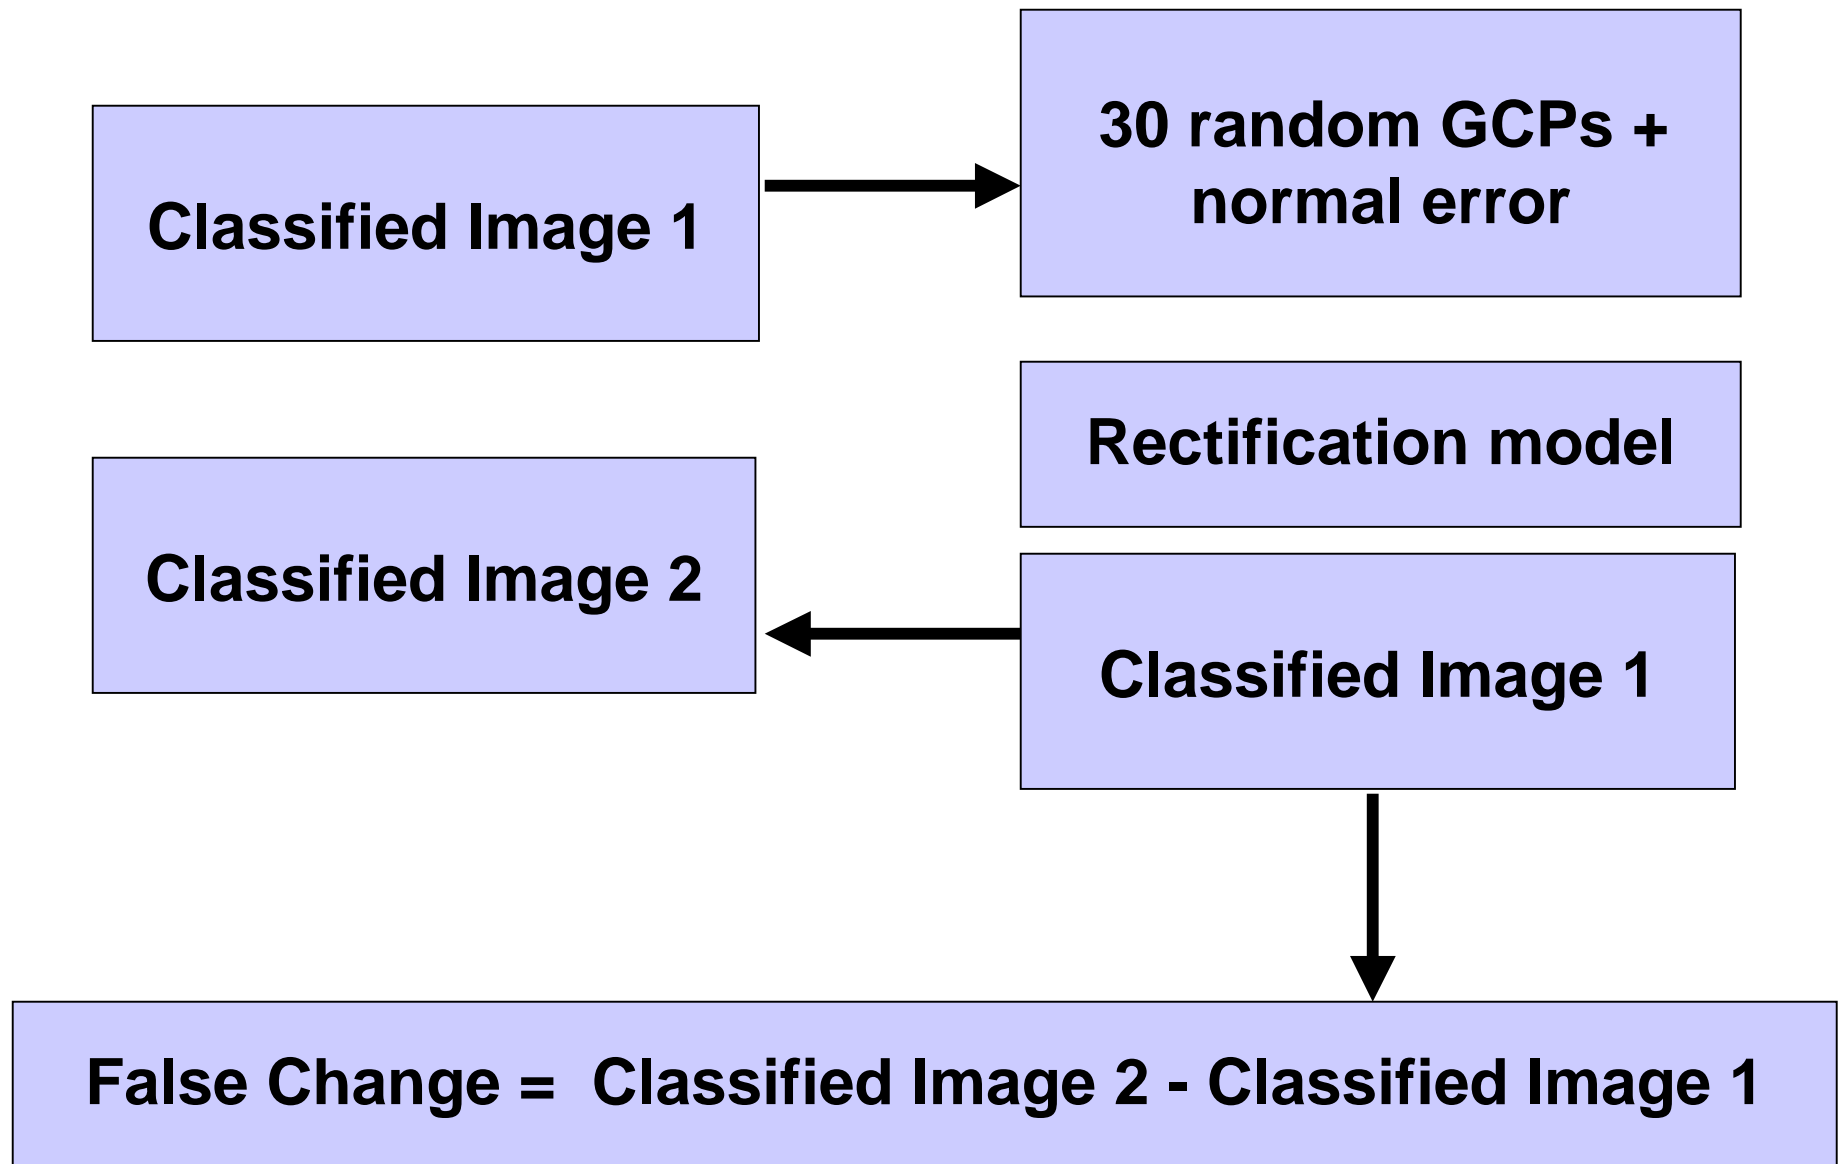 Classified Image 1
30 random GCPs +
normal error
Rectification model
Classified Image 2
Classified Image 1
False Change =  Classified Image 2 - Classified Image 1